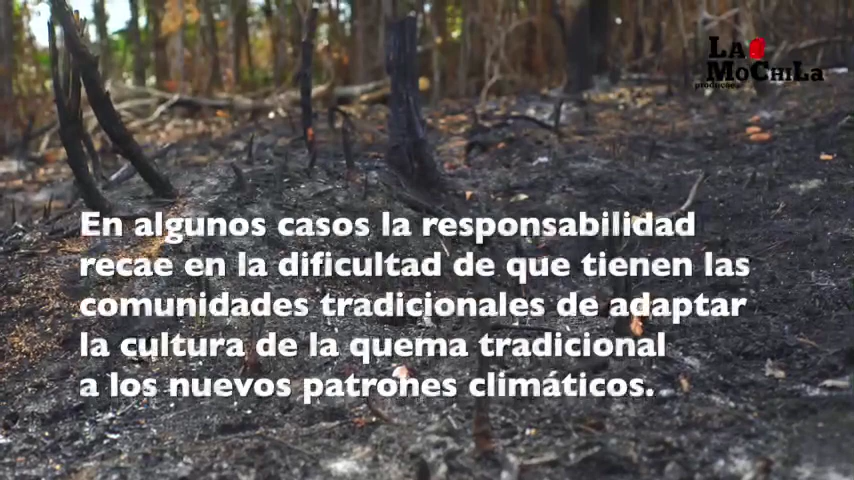 LA
MOCHILA
producões
En algunos casos la responsabilidad
recae en la dificultad de que tienen las
comunidades tradicionales de adaptar
la cultura de la quema tradicional
a los nuevos patrones climáticos.